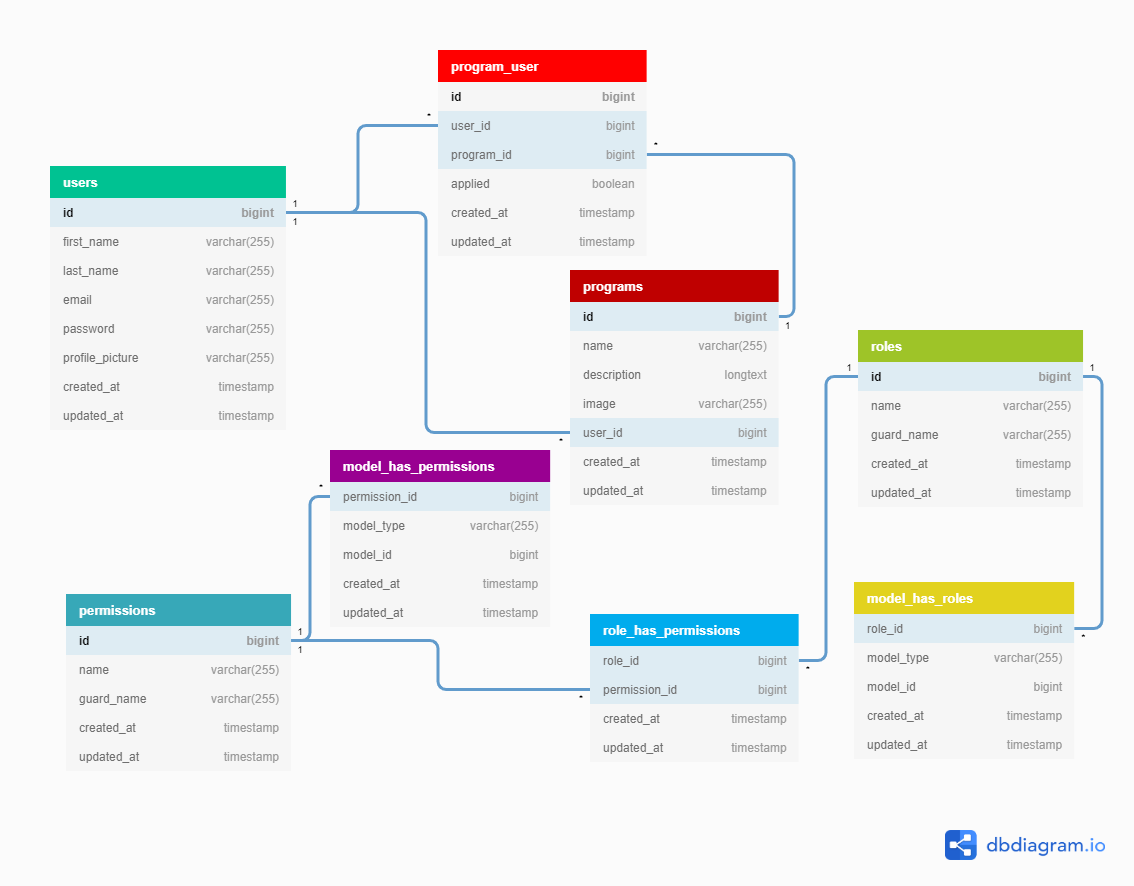 program_user
id bigint
*
user_id bigint
program_id bigint
*
applied boolean
created_at timestamp
updated_at timestamp
users
id bigint
1
1
first_name varchar(255)
last_name varchar(255)
email varchar(255)
password varchar(255)
profile_picture varchar(255)
created_at timestamp
updated_at timestamp
programs
id bigint
1
name varchar(255)
description longtext
image varchar(255)
user_id bigint
*
created_at timestamp
updated_at timestamp
roles
1
id bigint
1
name varchar(255)
guard_name varchar(255)
created_at timestamp
updated_at timestamp
model_has_permissions
*
permission_id bigint
model_type varchar(255)
model_id bigint
created_at timestamp
updated_at timestamp
permissions
id bigint
1
1
name varchar(255)
guard_name varchar(255)
created_at timestamp
updated_at timestamp
role_has_permissions
role_id bigint
*
permission_id bigint
*
created_at timestamp
updated_at timestamp
model_has_roles
role_id bigint
*
model_type varchar(255)
model_id bigint
created_at timestamp
updated_at timestamp
dbdiagram.io